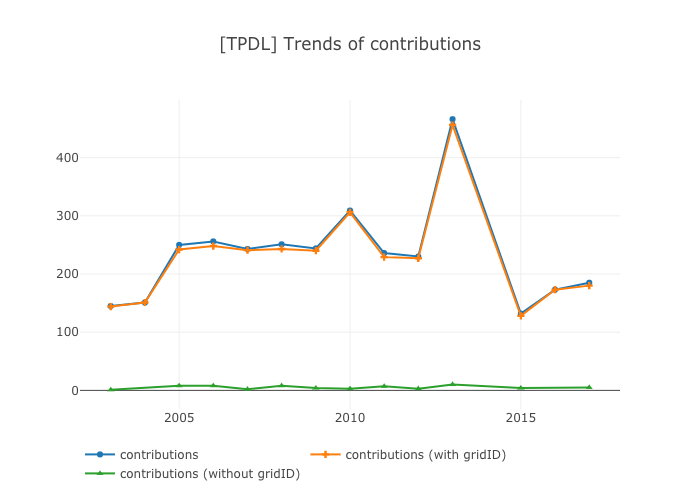 [TPDL] Trends of contributions
400
300
200
100
0
2005
2010
2015
contributions
contributions (with gridID)
contributions (without gridID)